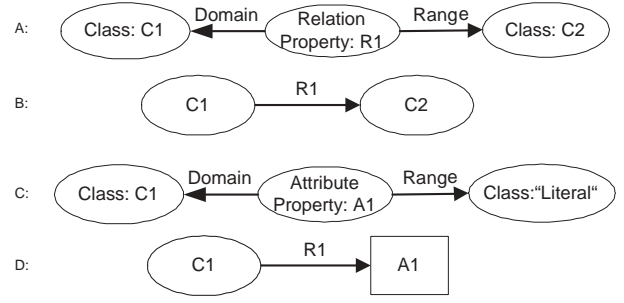 A:
Class: C1
Domain
Relation
Property: R1
Range
Class: C2
B:
C1
R1
C2
C:
Class: C1
Domain
Attribute
Property: A1
Range
Class:“Literal“
D:
C1
R1
A1